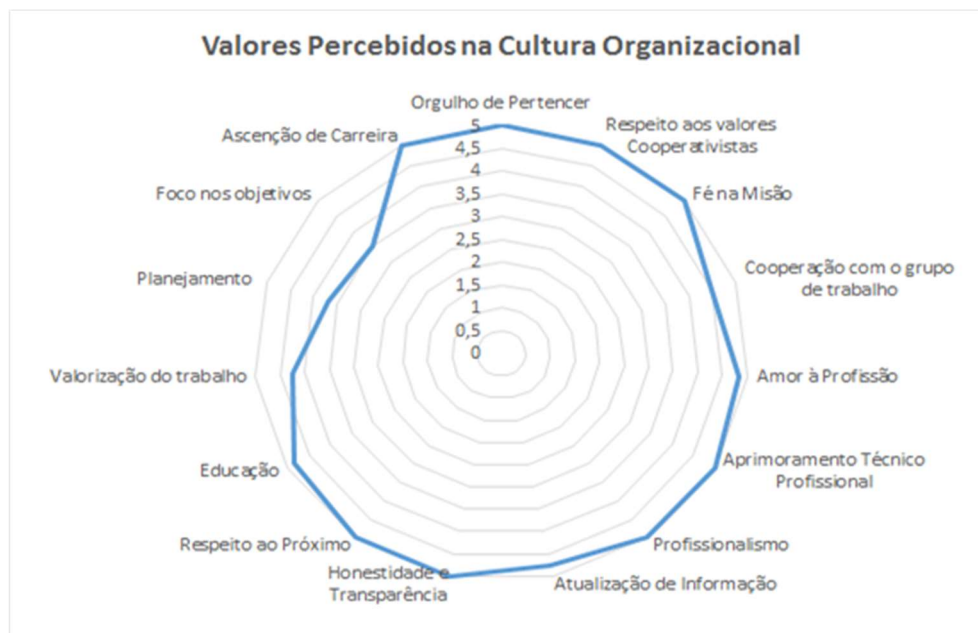 Valores Percebidos na Cultura Organizacional
Orgulho de Pertencer
Respeito aos valores
Cooperativistas
Fé na Misão
Cooperação com o grupo
de trabalho
Amor à Profissão
Aprimoramento Técnico
Profissional
Profissionalismo
Atualização de Informação
Honestidade e
Transparência
Respeito ao Próximo
Educação
Valorização do trabalho
Planejamento
Foco nos objetivos
Ascenção de Carreira
5
4,5
4
3,5
3
2,5
2
1,5
1
0,5
0